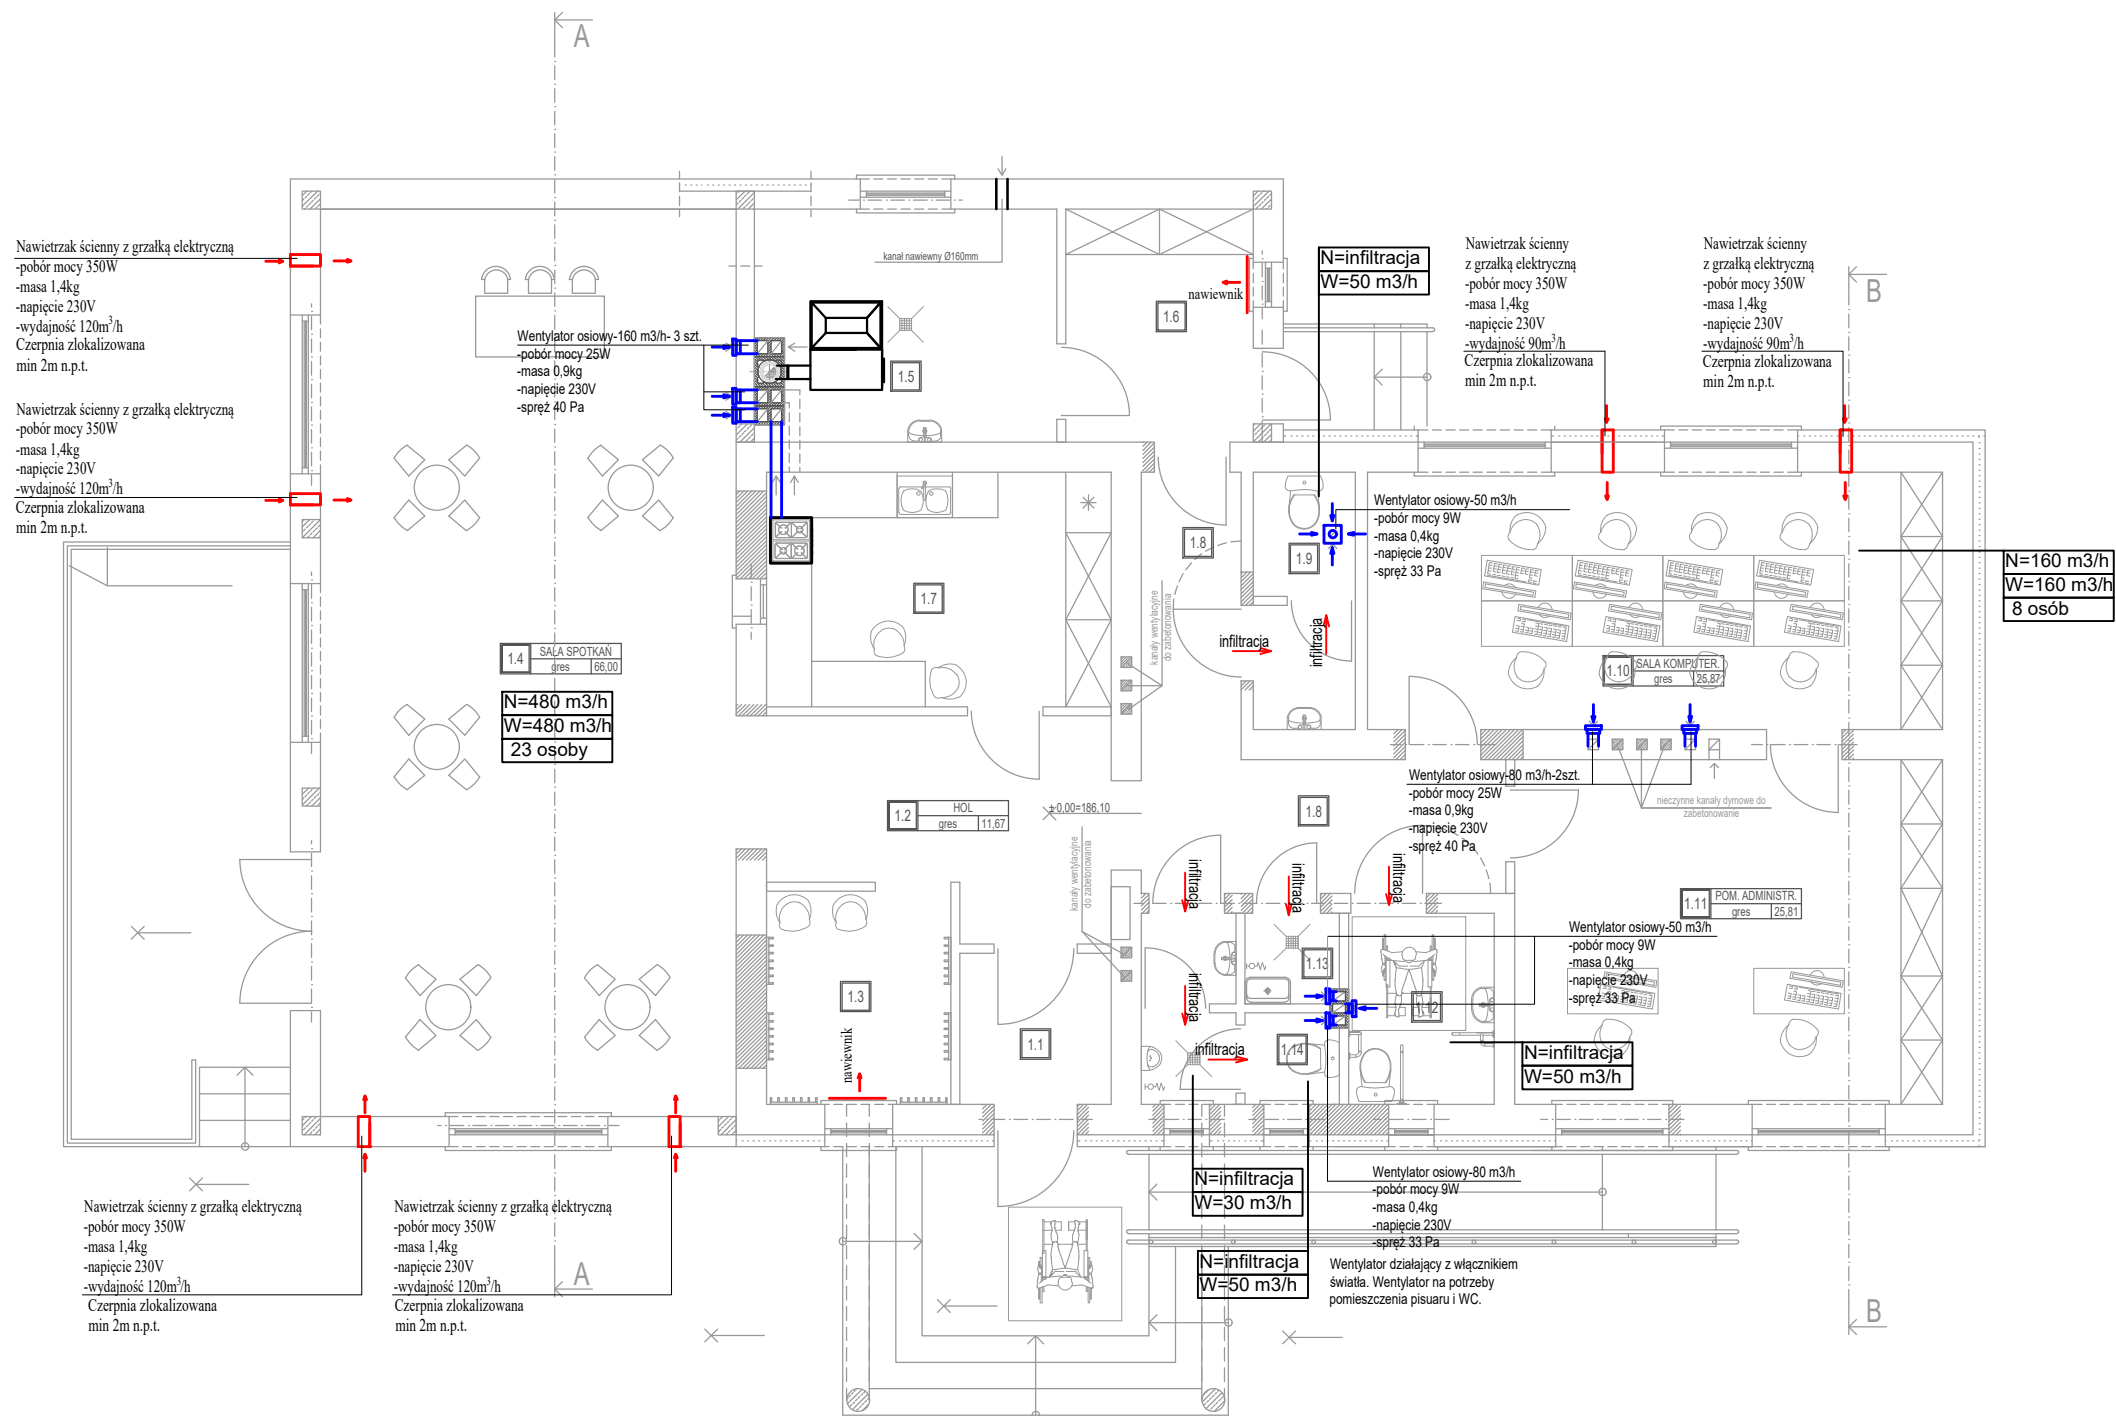 A
Nawietrzak ścienny z grzałką elektryczną
-pobór mocy 350W
-masa 1,4kg
-napięcie 230V
-wydajność 120m³/h
Czerpnia zlokalizowana
min 2m n.p.t.
Nawietrzak ścienny z grzałką elektryczną
-pobór mocy 350W
-masa 1,4kg
-napięcie 230V
-wydajność 120m³/h
Czerpnia zlokalizowana
min 2m n.p.t.
Wentylator osiowy-160 m3/h- 3 szt.
-pobór mocy 25W
-masa 0,9kg
-napięcie 230V
-spręż 40 Pa
kanał nawiewny Ø160mm
1.5
1.6
nawiewnik
N=infiltracja
W=50 m3/h
Nawietrzak ścienny
z grzałką elektryczną
-pobór mocy 350W
-masa 1,4kg
-napięcie 230V
-wydajność 90m³/h
Czerpnia zlokalizowana
min 2m n.p.t.
Nawietrzak ścienny
z grzałką elektryczną
-pobór mocy 350W
-masa 1,4kg
-napięcie 230V
-wydajność 90m³/h
Czerpnia zlokalizowana
min 2m n.p.t.
B
Wentylator osiowy-50 m3/h
-pobór mocy 9W
-masa 0,4kg
-napięcie 230V
-spręż 33 Pa
1.8
1.9
1.7
kanały wentylacyjne
do zabetonowania
infiltracja
infiltracja
N=160 m3/h
W=160 m3/h
8 osób
1.4 SALA SPOTKAŃ
gres 66,00
N=480 m3/h
W=480 m3/h
23 osoby
1.10 SALA KOMPUTER.
gres 25,87
Wentylator osiowy-80 m3/h-2szt.
-pobór mocy 25W
-masa 0,9kg
-napięcie 230V
-spręż 40 Pa
nieczynne kanały dymowe do
zabetonowanie
1.2 HOL
gres 11,67
±0,00=186,10
1.8
kanały wentylacyjne
do zabetonowania
infiltracja
infiltracja
infiltracja
1.11 POM. ADMINISTR.
gres 25,81
Wentylator osiowy-50 m3/h
-pobór mocy 9W
-masa 0,4kg
-napięcie 230V
-spręż 33 Pa
1.13
1.12
1.3
nawiewnik
1.1
infiltracja
infiltracja
1.14
N=infiltracja
W=50 m3/h
N=infiltracja
W=30 m3/h
N=infiltracja
W=50 m3/h
Wentylator osiowy-80 m3/h
-pobór mocy 9W
-masa 0,4kg
-napięcie 230V
-spręż 33 Pa
Wentylator działający z włącznikiem
światła. Wentylator na potrzeby
pomieszczenia pisuaru i WC.
Nawietrzak ścienny z grzałką elektryczną
-pobór mocy 350W
-masa 1,4kg
-napięcie 230V
-wydajność 120m³/h
Czerpnia zlokalizowana
min 2m n.p.t.
Nawietrzak ścienny z grzałką elektryczną
-pobór mocy 350W
-masa 1,4kg
-napięcie 230V
-wydajność 120m³/h
Czerpnia zlokalizowana
min 2m n.p.t.
A
B